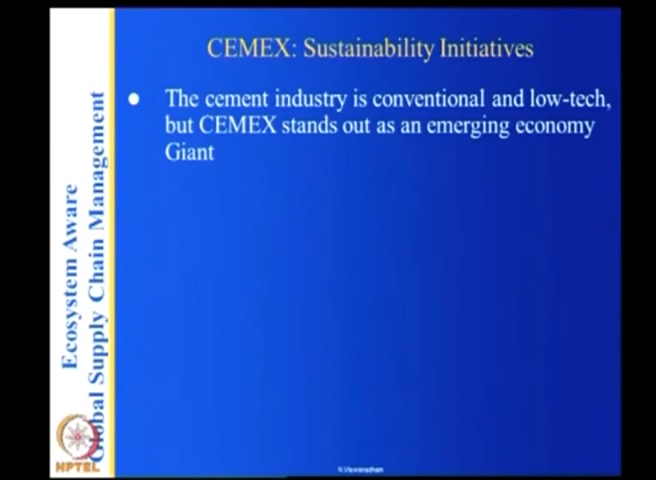 CEMEX: Sustainability Initiatives
The cement industry is conventional and low-tech,
but CEMEX stands out as an emerging economy
Giant
Ecosystem Aware
Global Supply Chain Management
NPTEL
N.Viswanadham